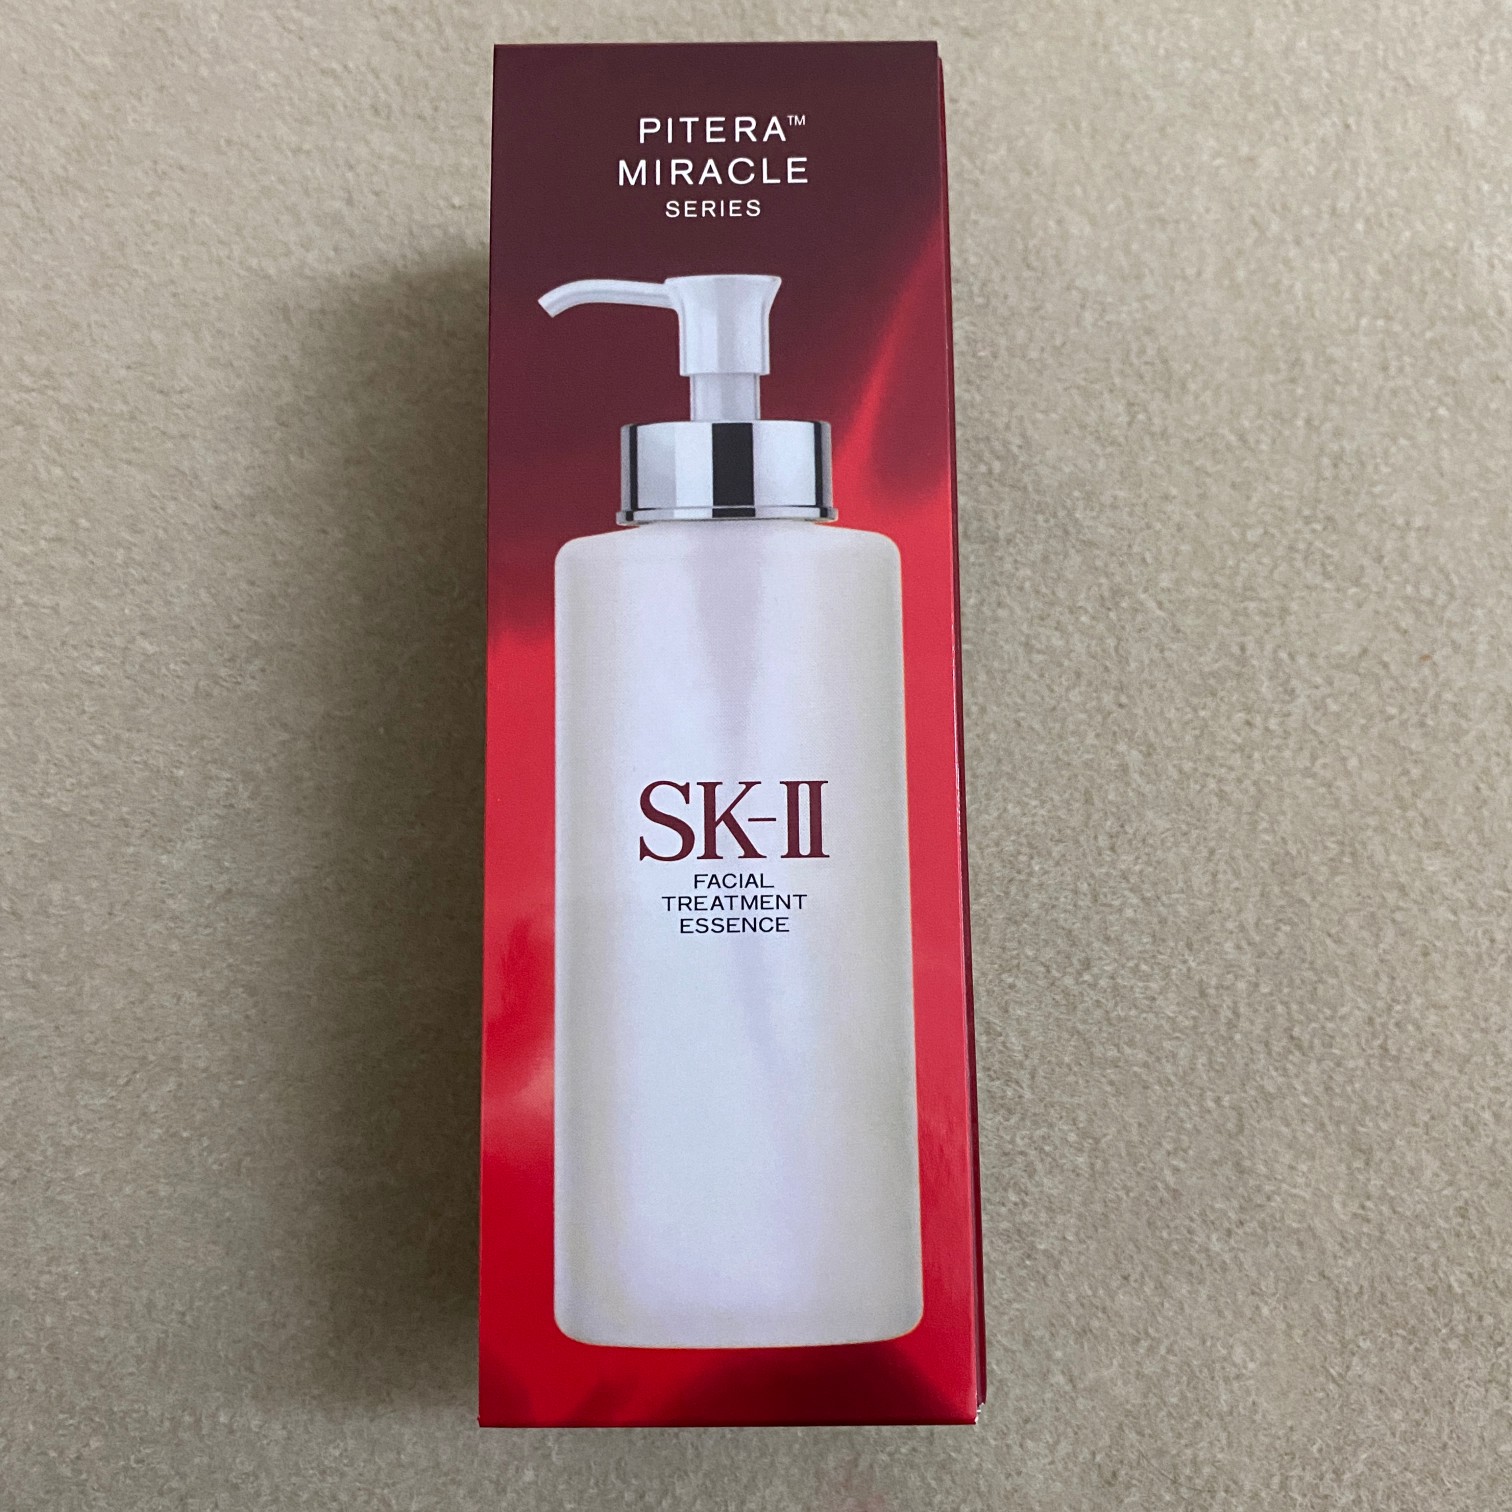 PITERA™
MIRACLE
SERIES
SK-II
FACIAL
TREATMENT
ESSENCE